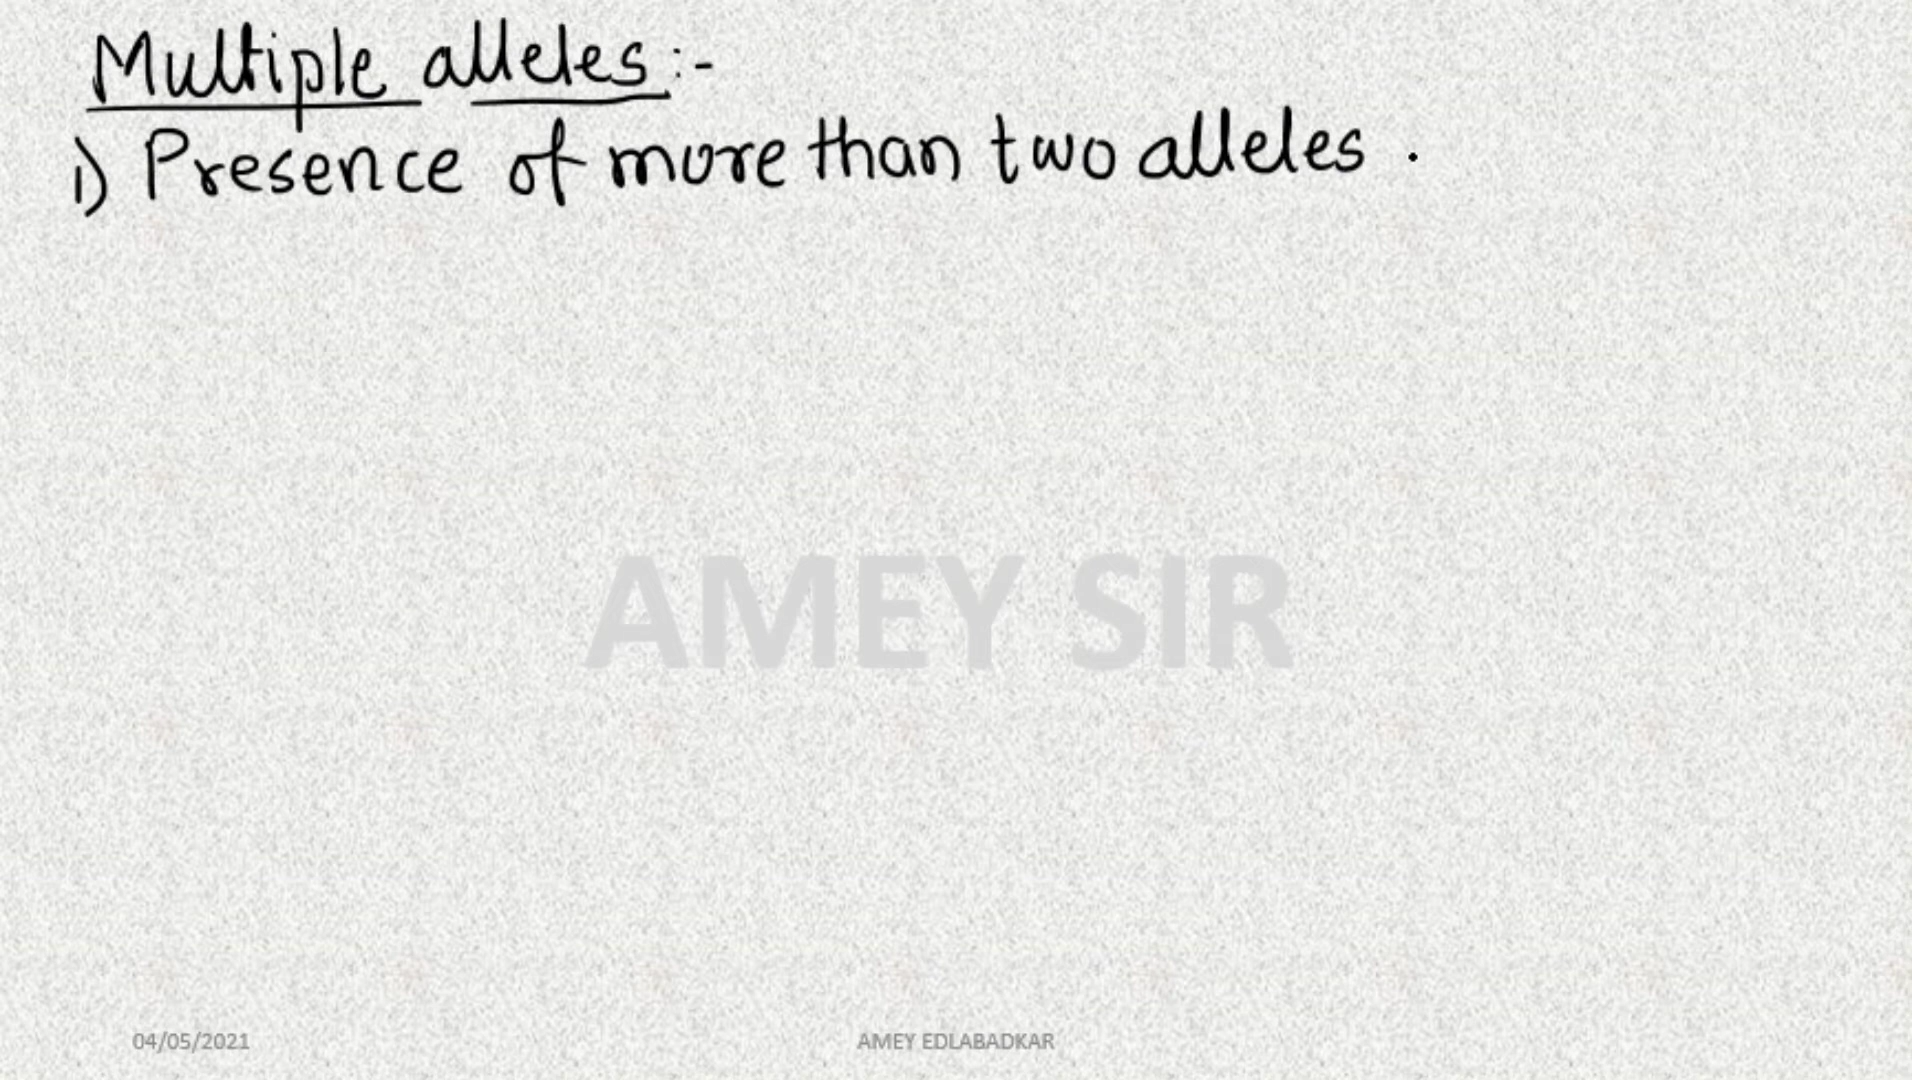 Multiple alleles :-
1) Presence of more than two alleles .
AMEY SIR
04/05/2021 AMEY EDLABADKAR